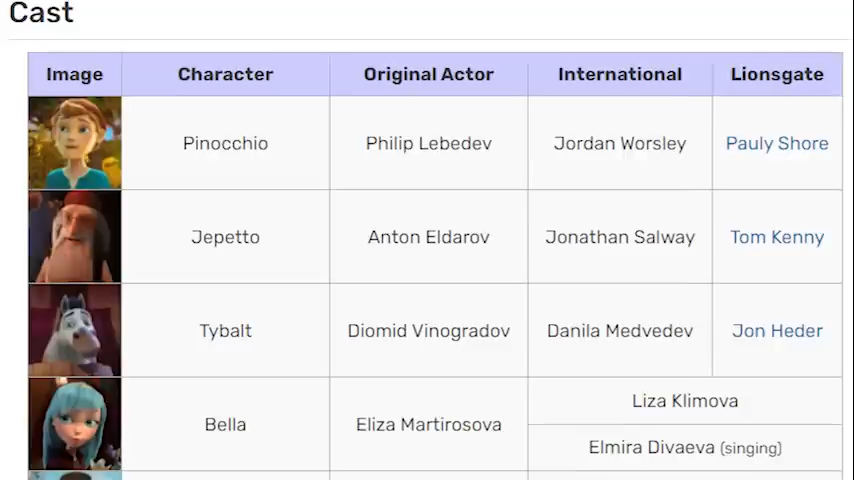 Cast
Image Character Original Actor International Lionsgate
Pinocchio Philip Lebedev Jordan Worsley Pauly Shore
Jepetto Anton Eldarov Jonathan Salway Tom Kenny
Tybalt Diomid Vinogradov Danila Medvedev Jon Heder
Bella Eliza Martirosova Liza Klimova
Elmira Divaeva (singing)